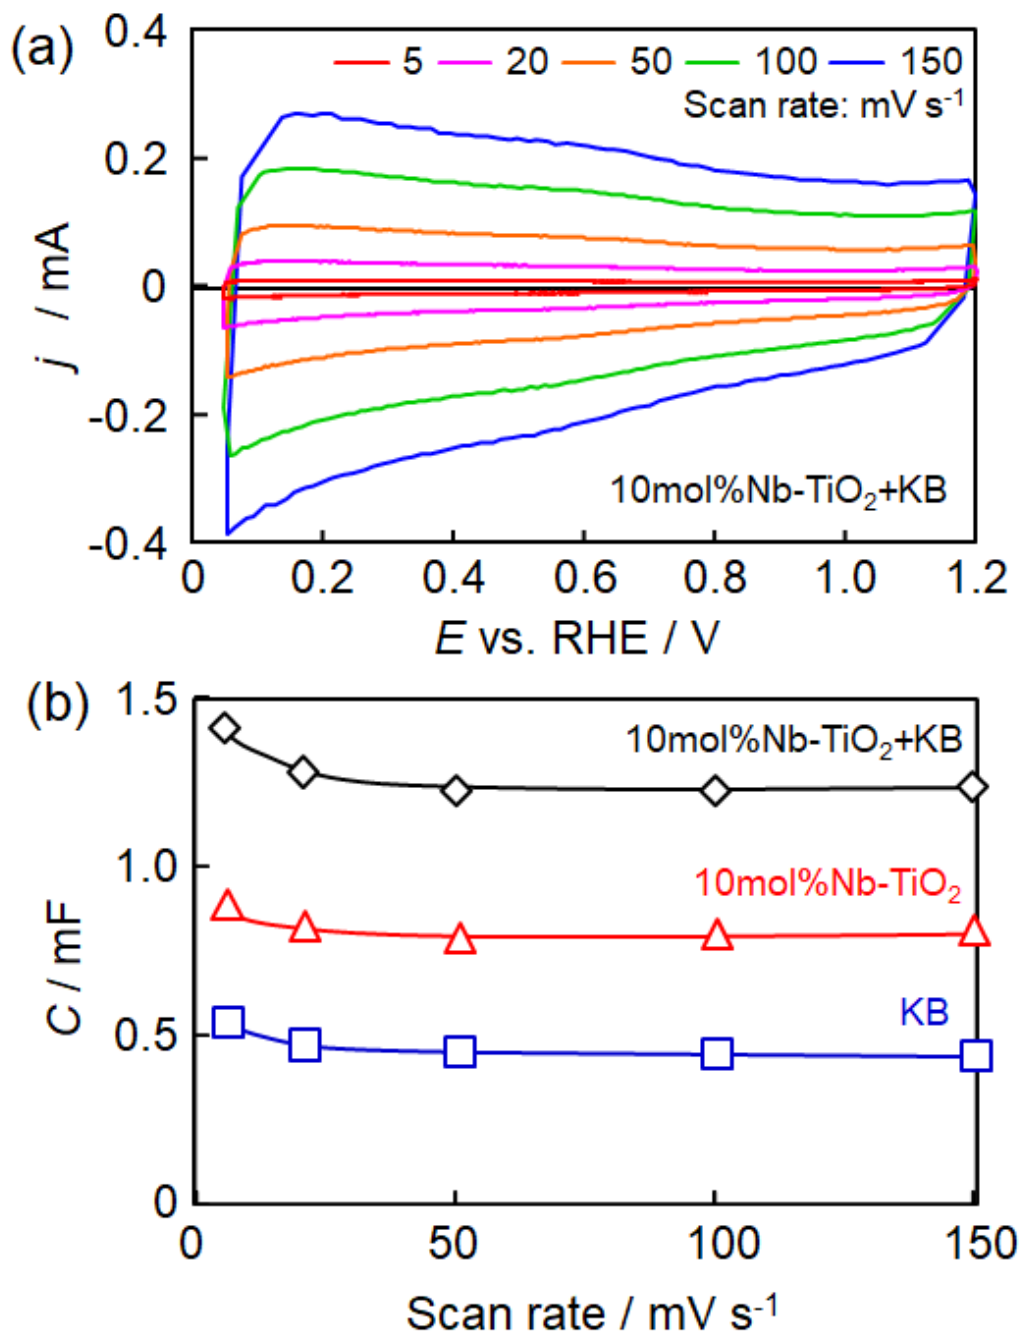 (a)
0.4
5 20 50 100 150
Scan rate: mV s⁻¹
0.2
0
-0.2
-0.4
j / mA
10mol%Nb-TiO₂+KB
0 0.2 0.4 0.6 0.8 1.0 1.2
E vs. RHE / V
(b)
1.5
10mol%Nb-TiO₂+KB
1.0
10mol%Nb-TiO₂
C / mF
0.5
KB
0
0 50 100 150
Scan rate / mV s⁻¹